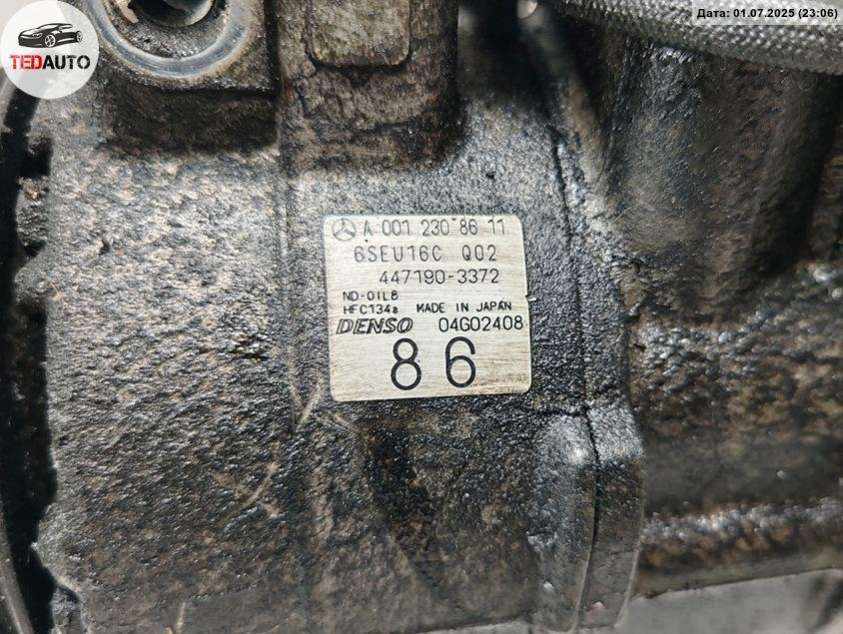 TEDAUTO
Дата: 01.07.2025 (23:06)
A 001 230 86 11
6SEU16C Q02
447190-3372
ND-OIL8
HFC134a MADE IN JAPAN
DENSO 04G02408
86